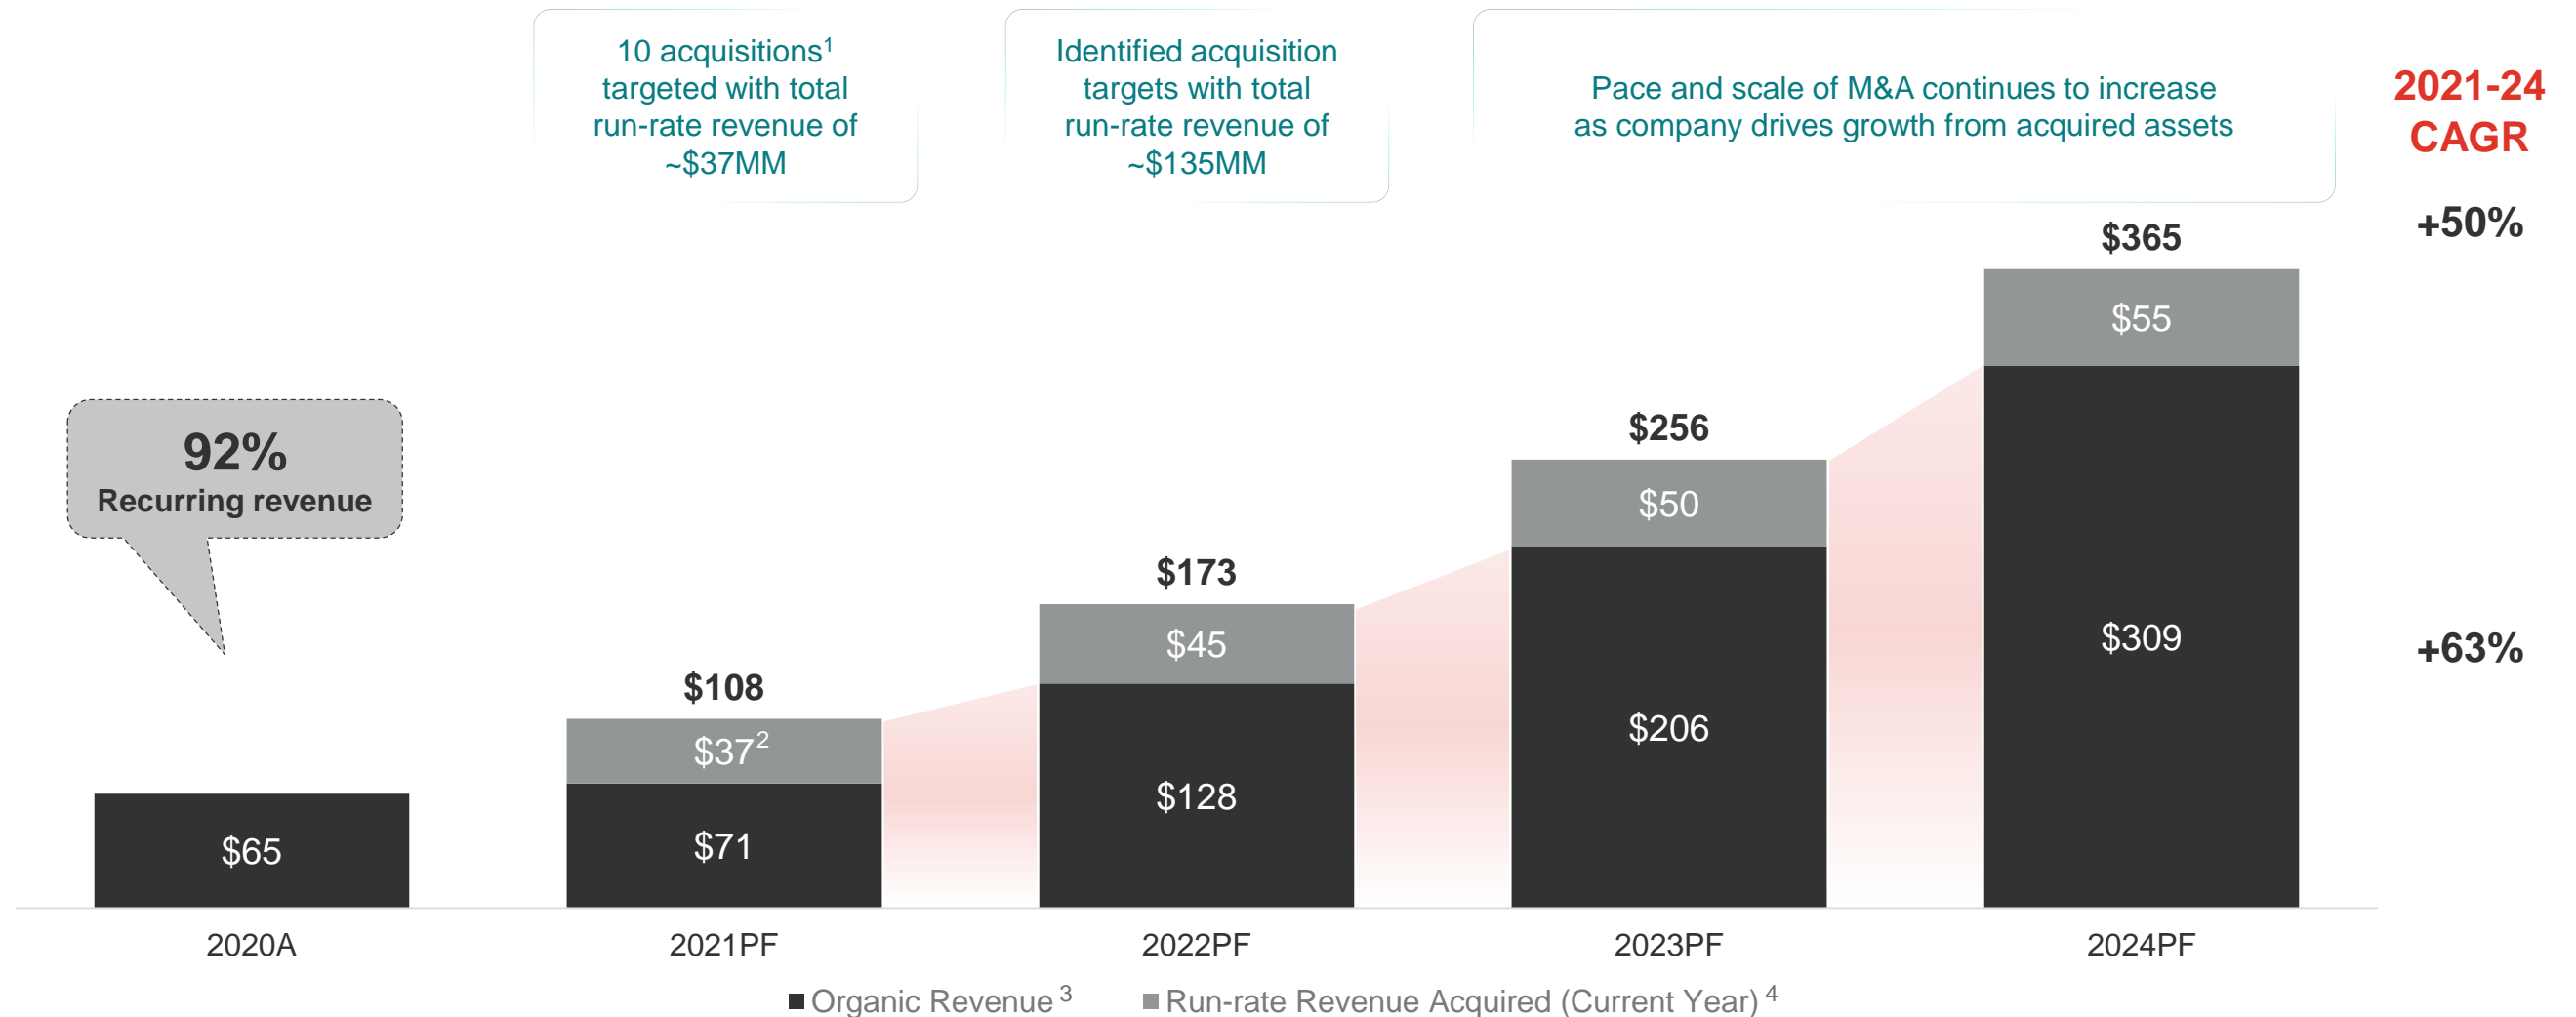 10 acquisitions¹
targeted with total
run-rate revenue of
~$37MM
Identified acquisition
targets with total
run-rate revenue of
~$135MM
Pace and scale of M&A continues to increase
as company drives growth from acquired assets
2021-24
CAGR
+50%
+63%
92%
Recurring revenue
$65
$108
$37²
$71
$173
$45
$128
$256
$50
$206
$365
$55
$309
2020A
2021PF
2022PF
2023PF
2024PF
Organic Revenue ³
Run-rate Revenue Acquired (Current Year) ⁴